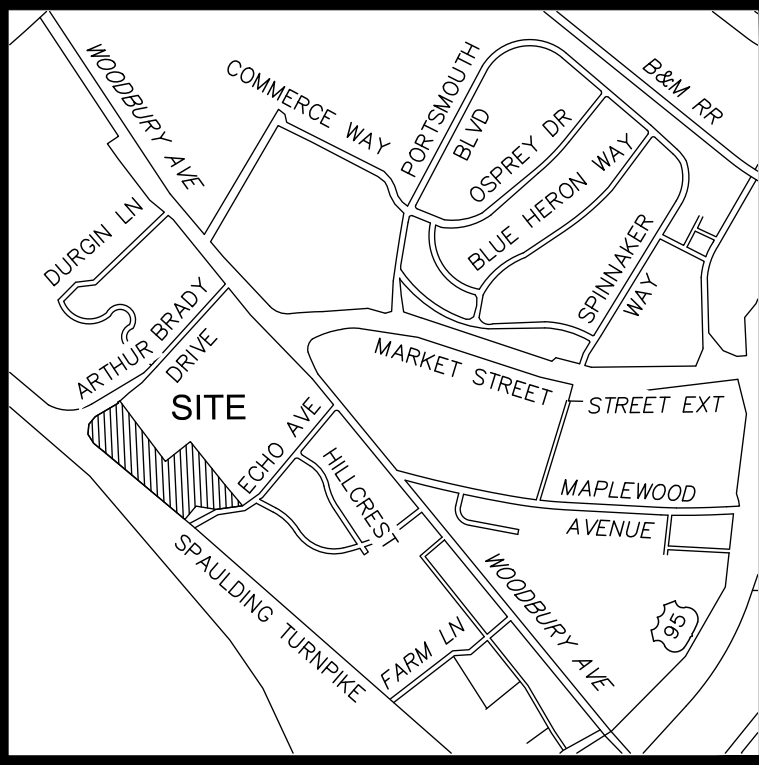 WOODBURY AVE
COMMERCE WAY
PORTSMOUTH
BLVD
B&M RR
OSPREY DR
BLUE HERON WAY
DURGIN LN
SPINNAKER
WAY
ARTHUR BRADY
DRIVE
MARKET STREET
STREET EXT
SITE
ECHO AVE
HILLCREST
MAPLEWOOD
AVENUE
SPAULDING TURNPIKE
WOODBURY AVE
FARM LN
95